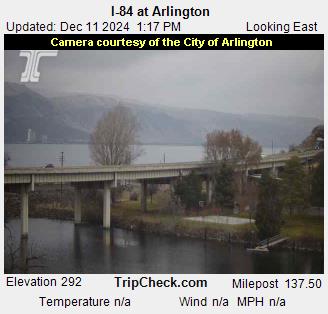 I-84 at Arlington
Updated: Dec 11 2024 1:17 PM Looking East
Camera courtesy of the City of Arlington
Elevation 292 TripCheck.com Milepost 137.50
Temperature n/a Wind n/a MPH n/a